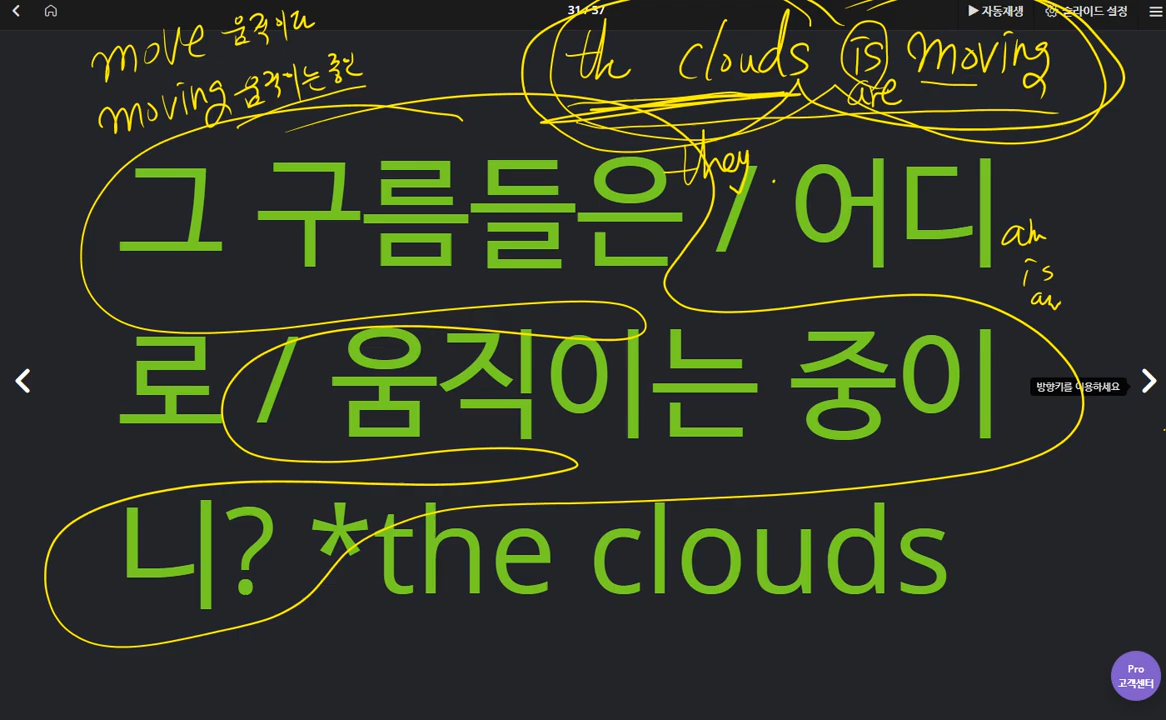 31 / 37
▶ 자동재생
슬라이드 설정
move 움직이다
moving 움직이는 중인
th clouds is moving
are
they
그 구름들은 / 어디
am
is
로 / 움직이는 중이
방향키를 이용하세요
니? *the clouds
Pro
고객센터